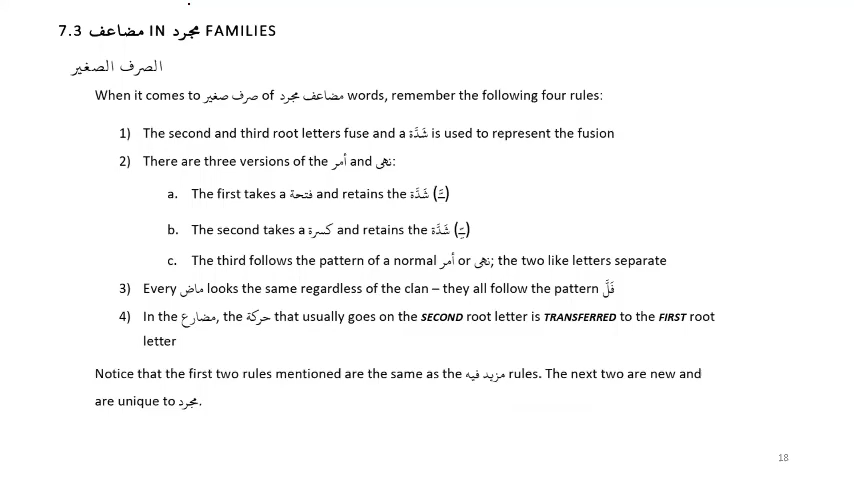 7.3 مضاعف IN مجرد FAMILIES
الصرف الصغير
When it comes to صرف صغير of مضاعف مجرد words, remember the following four rules:
1) The second and third root letters fuse and a شَدَّة is used to represent the fusion
2) There are three versions of the أمر and نهى:
a. The first takes a فتحة and retains the شَدَّة (ـَّ)
b. The second takes a كسرة and retains the شَدَّة (ـِّ)
c. The third follows the pattern of a normal أمر or نهى; the two like letters separate
3) Every ماض looks the same regardless of the clan – they all follow the pattern فَلَّ
4) In the مضارع, the حركة that usually goes on the SECOND root letter is TRANSFERRED to the FIRST root
letter
Notice that the first two rules mentioned are the same as the مزيد فيه rules. The next two are new and
are unique to مجرد.
18